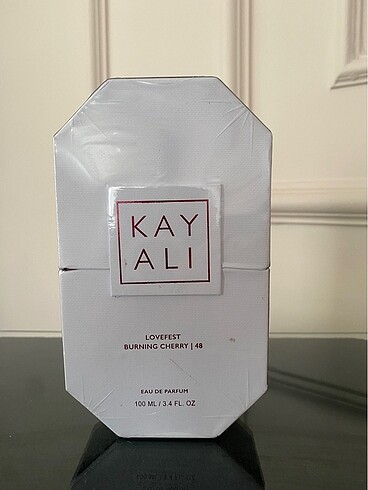 KAY
ALI
LOVEFEST
BURNING CHERRY | 48
EAU DE PARFUM
100 ML / 3.4 FL. OZ